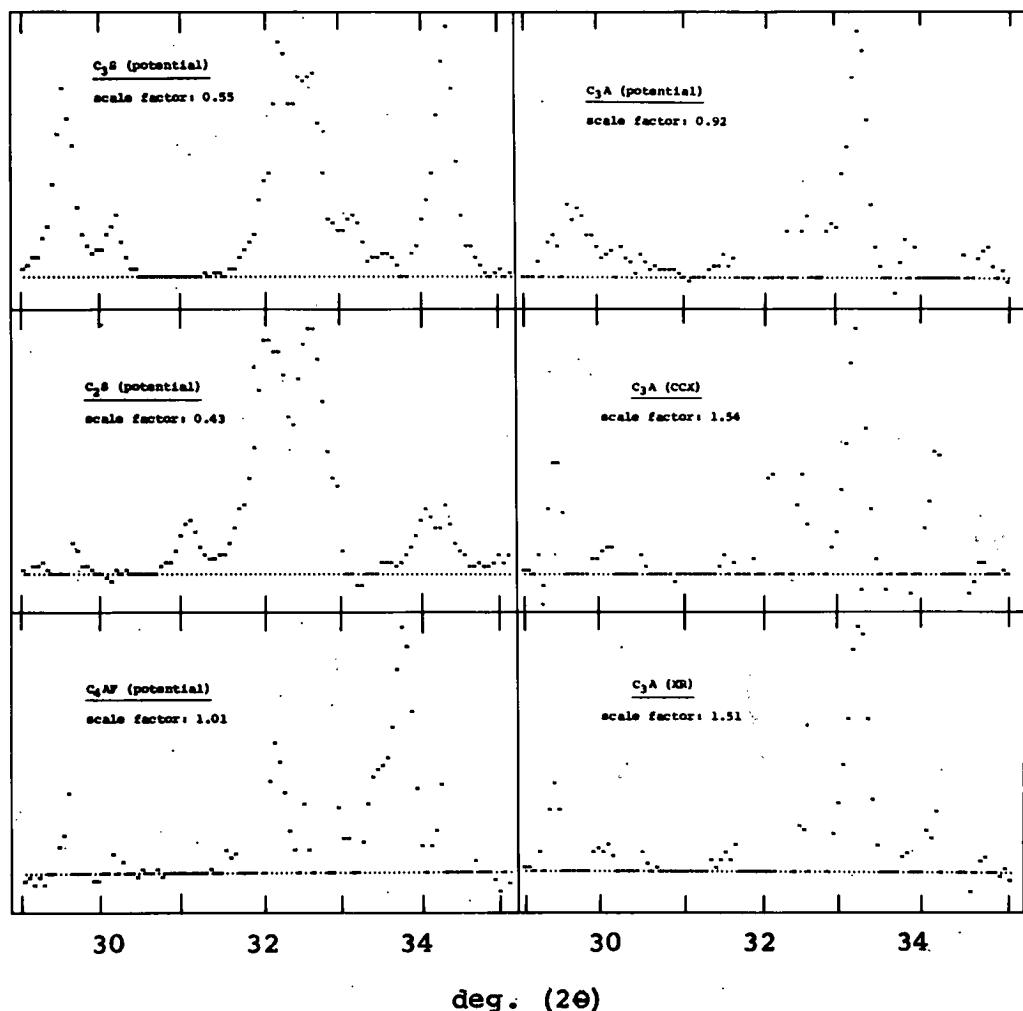 C₃S (potential)
scale factor: 0.55
C₃A (potential)
scale factor: 0.92
C₂S (potential)
scale factor: 0.43
C₃A (CCX)
scale factor: 1.54
C₄AF (potential)
scale factor: 1.01
C₃A (XR)
scale factor: 1.51
30 32 34 30 32 34
deg. (2θ)